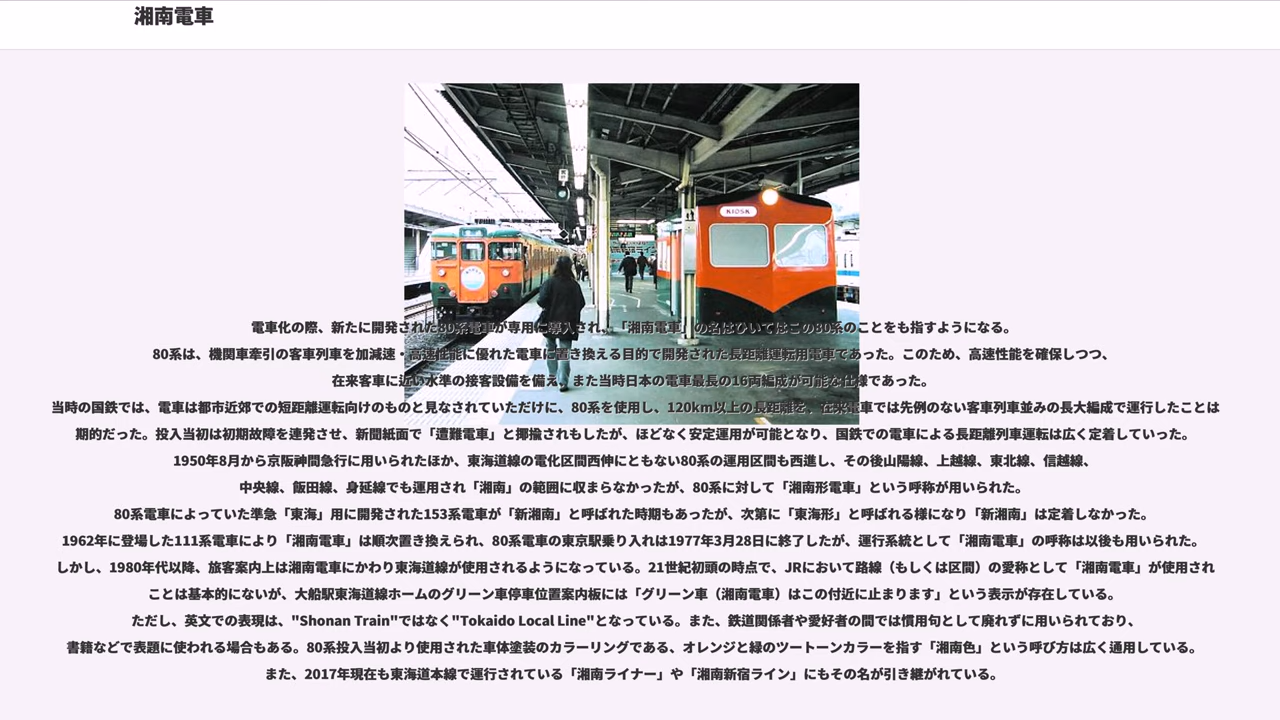 湘南電車
KIOSK
電車化の際、新たに開発された80系電車が専用に導入され、「湘南電車」の名はひいてはこの80系のことをも指すようになる。
80系は、機関車牽引の客車列車を加減速・高速性能に優れた電車に置き換える目的で開発された長距離運転用電車であった。このため、高速性能を確保しつつ、
在来客車に近い水準の接客設備を備え、また当時日本の電車最長の16両編成が可能な仕様であった。
当時の国鉄では、電車は都市近郊での短距離運転向けのものと見なされていただけに、80系を使用し、120km以上の長距離を、在来電車では先例のない客車列車並みの長大編成で運行したことは
期的だった。投入当初は初期故障を連発させ、新聞紙面で「遭難電車」と揶揄されもしたが、ほどなく安定運用が可能となり、国鉄での電車による長距離列車運転は広く定着していった。
1950年8月から京阪神間急行に用いられたほか、東海道線の電化区間西伸にともない80系の運用区間も西進し、その後山陽線、上越線、東北線、信越線、
中央線、飯田線、身延線でも運用され「湘南」の範囲に収まらなかったが、80系に対して「湘南形電車」という呼称が用いられた。
80系電車によっていた準急「東海」用に開発された153系電車が「新湘南」と呼ばれた時期もあったが、次第に「東海形」と呼ばれる様になり「新湘南」は定着しなかった。
1962年に登場した111系電車により「湘南電車」は順次置き換えられ、80系電車の東京駅乗り入れは1977年3月28日に終了したが、運行系統として「湘南電車」の呼称は以後も用いられた。
しかし、1980年代以降、旅客案内上は湘南電車にかわり東海道線が使用されるようになっている。21世紀初頭の時点で、JRにおいて路線（もしくは区間）の愛称として「湘南電車」が使用され
ことは基本的にないが、大船駅東海道線ホームのグリーン車停車位置案内板には「グリーン車（湘南電車）はこの付近に止まります」という表示が存在している。
ただし、英文での表現は、"Shonan Train"ではなく"Tokaido Local Line"となっている。また、鉄道関係者や愛好者の間では慣用句として廃れずに用いられており、
書籍などで表題に使われる場合もある。80系投入当初より使用された車体塗装のカラーリングである、オレンジと緑のツートーンカラーを指す「湘南色」という呼び方は広く通用している。
また、2017年現在も東海道本線で運行されている「湘南ライナー」や「湘南新宿ライン」にもその名が引き継がれている。